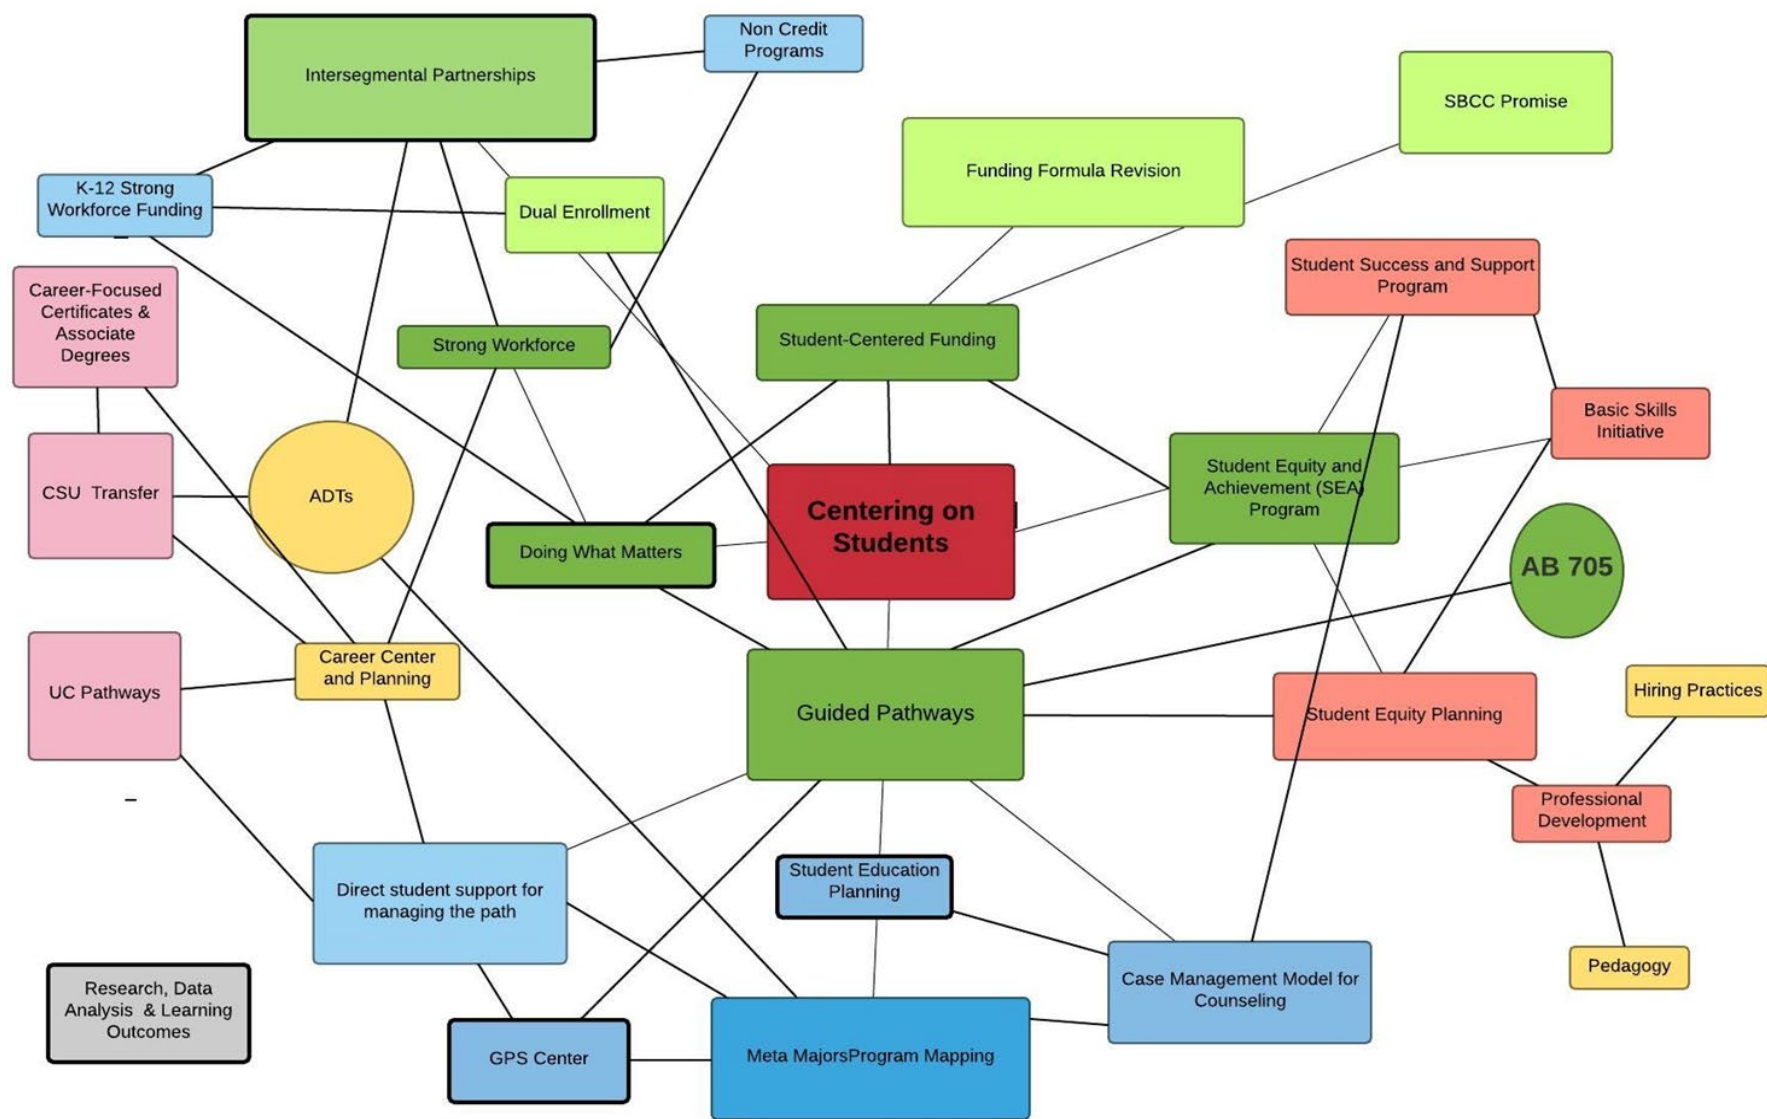 Intersegmental Partnerships
Non Credit
Programs
SBCC Promise
Funding Formula Revision
K-12 Strong
Workforce Funding
Dual Enrollment
Student Success and Support
Program
Career-Focused
Certificates &
Associate
Degrees
Strong Workforce
Student-Centered Funding
Basic Skills
Initiative
CSU  Transfer
ADTs
Student Equity and
Achievement (SEA)
Program
Centering on
Students
Doing What Matters
AB 705
Career Center
and Planning
UC Pathways
Guided Pathways
Student Equity Planning
Hiring Practices
Professional
Development
Direct student support for
managing the path
Student Education
Planning
Pedagogy
Case Management Model for
Counseling
Research, Data
Analysis  & Learning
Outcomes
GPS Center
Meta MajorsProgram Mapping